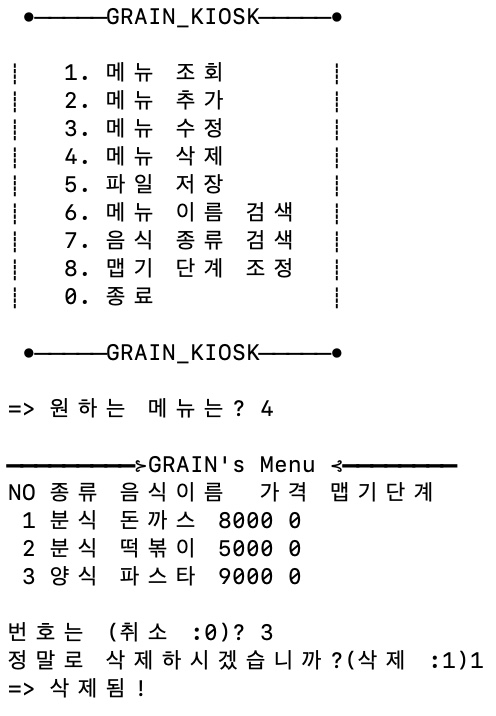 ●─────GRAIN_KIOSK─────●
1. 메뉴 조회
2. 메뉴 추가
3. 메뉴 수정
4. 메뉴 삭제
5. 파일 저장
6. 메뉴 이름 검색
7. 음식 종류 검색
8. 맵기 단계 조정
0. 종료
●─────GRAIN_KIOSK─────●
=> 원하는 메뉴는? 4
━━━━━━━━━⊱GRAIN's Menu ⊰━━━━━━━━
NO 종류 음식이름 가격 맵기단계
1 분식 돈까스 8000 0
2 분식 떡볶이 5000 0
3 양식 파스타 9000 0
번호는 (취소 :0)? 3
정말로 삭제하시겠습니까?(삭제 :1)1
=> 삭제됨!